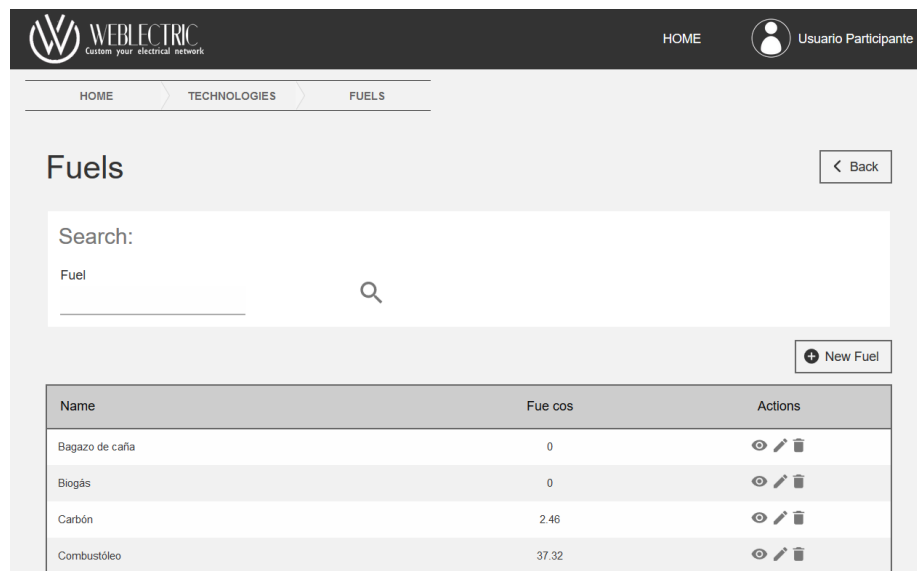 WEBLECTRIC
Custom your electrical network
HOME Usuario Participante
HOME TECHNOLOGIES FUELS
Fuels
Back
Search:
Fuel
New Fuel
Name Fue cos Actions
Bagazo de caña 0
Biogás 0
Carbón 2.46
Combustóleo 37.32